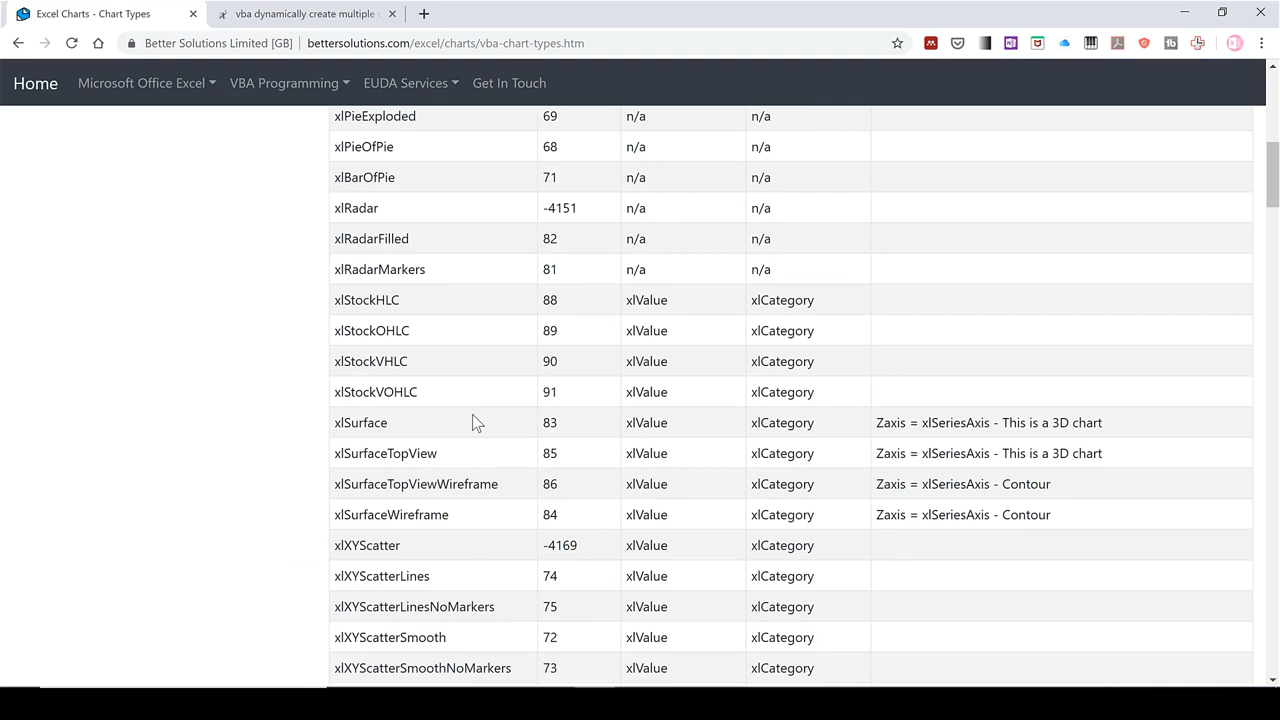 Excel Charts - Chart Types
vba dynamically create multiple
Better Solutions Limited [GB] bettersolutions.com/excel/charts/vba-chart-types.htm
Home Microsoft Office Excel VBA Programming EUDA Services Get In Touch
xlPieExploded 69 n/a n/a
xlPieOfPie 68 n/a n/a
xlBarOfPie 71 n/a n/a
xlRadar -4151 n/a n/a
xlRadarFilled 82 n/a n/a
xlRadarMarkers 81 n/a n/a
xlStockHLC 88 xlValue xlCategory
xlStockOHLC 89 xlValue xlCategory
xlStockVHLC 90 xlValue xlCategory
xlStockVOHLC 91 xlValue xlCategory
xlSurface 83 xlValue xlCategory Zaxis = xlSeriesAxis - This is a 3D chart
xlSurfaceTopView 85 xlValue xlCategory Zaxis = xlSeriesAxis - This is a 3D chart
xlSurfaceTopViewWireframe 86 xlValue xlCategory Zaxis = xlSeriesAxis - Contour
xlSurfaceWireframe 84 xlValue xlCategory Zaxis = xlSeriesAxis - Contour
xlXYScatter -4169 xlValue xlCategory
xlXYScatterLines 74 xlValue xlCategory
xlXYScatterLinesNoMarkers 75 xlValue xlCategory
xlXYScatterSmooth 72 xlValue xlCategory
xlXYScatterSmoothNoMarkers 73 xlValue xlCategory